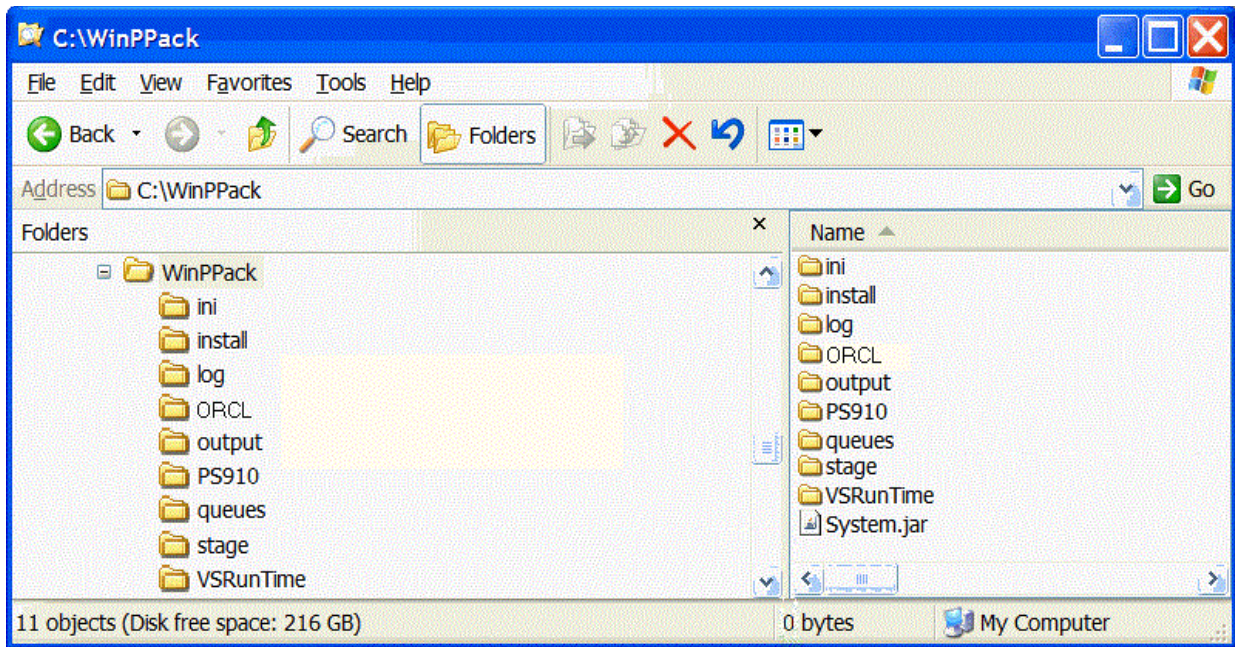 C:\WinPPack
File Edit View Favorites Tools Help
Back Search Folders
Address C:\WinPPack Go
Folders x
WinPPack
ini
install
log
ORCL
output
PS910
queues
stage
VSRunTime
Name
ini
install
log
ORCL
output
PS910
queues
stage
VSRunTime
System.jar
11 objects (Disk free space: 216 GB) 0 bytes My Computer